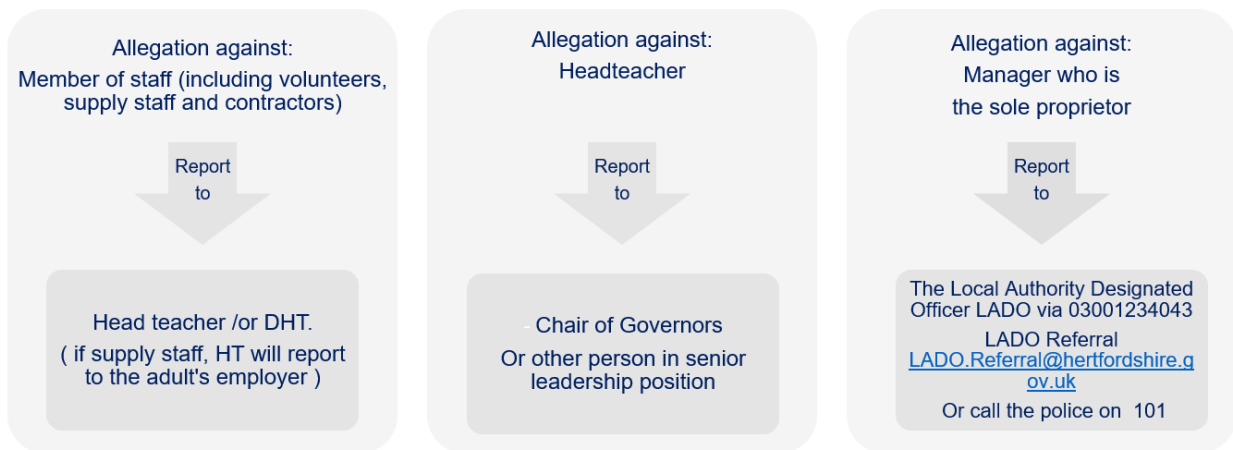 Allegation against:
Member of staff (including volunteers,
supply staff and contractors)
Report
to
Head teacher /or DHT.
( if supply staff, HT will report
to the adult's employer )
Allegation against:
Headteacher
Report
to
- Chair of Governors
Or other person in senior
leadership position
Allegation against:
Manager who is
the sole proprietor
Report
to
The Local Authority Designated
Officer LADO via 03001234043
LADO Referral
LADO.Referral@hertfordshire.g
ov.uk
Or call the police on 101